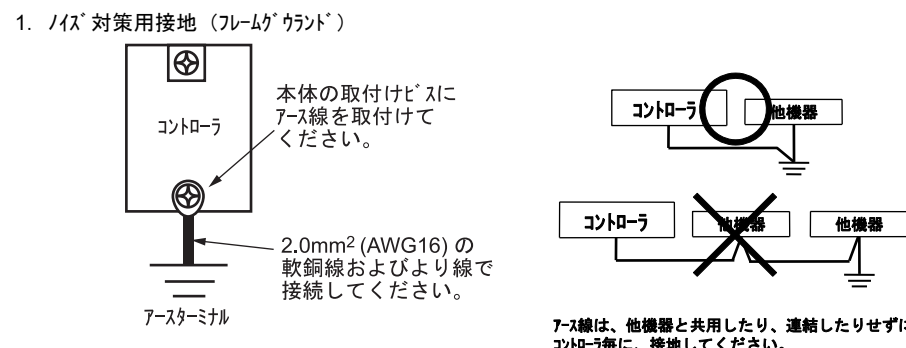 1. ﾉｲｽﾞ対策用接地（ﾌﾚｰﾑｸﾞｳﾗﾝﾄﾞ）
コントローラ
本体の取付けﾋﾞｽに
ｱｰｽ線を取付けて
ください。
2.0mm² (AWG16) の
軟銅線およびより線で
接続してください。
ｱｰｽﾀｰﾐﾅﾙ
コントローラ
他機器
コントローラ
他機器
他機器
ｱｰｽ線は、他機器と共用したり、連結したりせずに
ｺﾝﾄﾛｰﾗ毎に、接地してください。